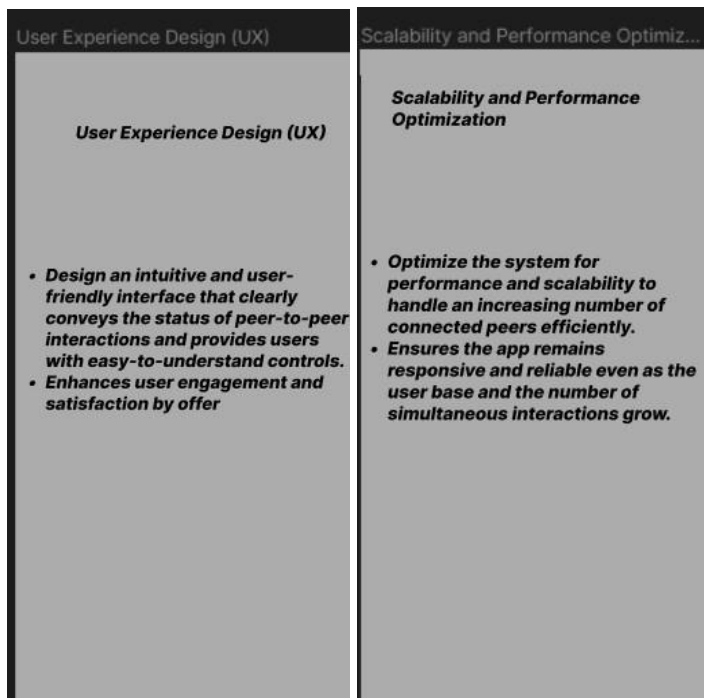 User Experience Design (UX)
User Experience Design (UX)
• Design an intuitive and user-
friendly interface that clearly
conveys the status of peer-to-peer
interactions and provides users
with easy-to-understand controls.
• Enhances user engagement and
satisfaction by offer
Scalability and Performance Optimiz...
Scalability and Performance
Optimization
• Optimize the system for
performance and scalability to
handle an increasing number of
connected peers efficiently.
• Ensures the app remains
responsive and reliable even as the
user base and the number of
simultaneous interactions grow.